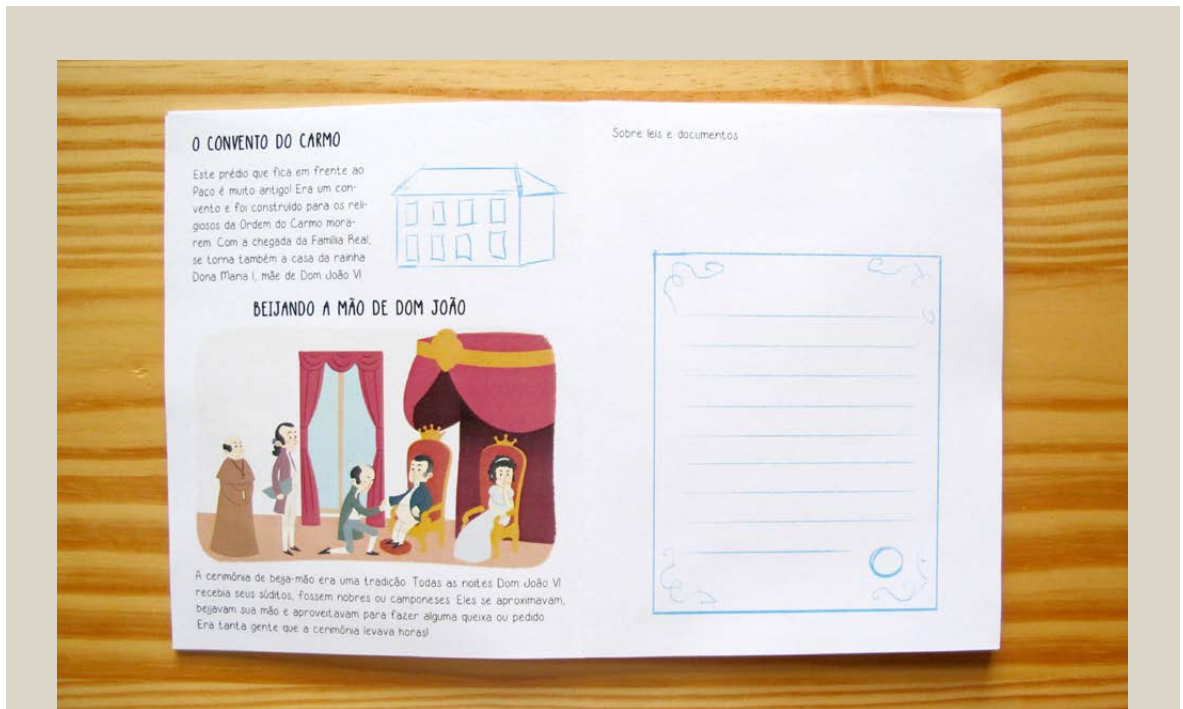 O CONVENTO DO CARMO
Este prédio que fica em frente ao
Paco é muito antigo! Era um con-
vento e foi construído para os reli-
giosos da Ordem do Carmo mora-
rem. Com a chegada da Família Real,
se torna também a casa da rainha
Dona Maria I, mãe de Dom João VI
BEIJANDO A MÃO DE DOM JOÃO
A cerimônia de beija-mão era uma tradição. Todas as noites Dom João VI
recebia seus súditos, fossem nobres ou camponeses. Eles se aproximavam,
beijavam sua mão e aproveitavam para fazer alguma queixa ou pedido.
Era tanta gente que a cerimônia levava horas!
Sobre leis e documentos